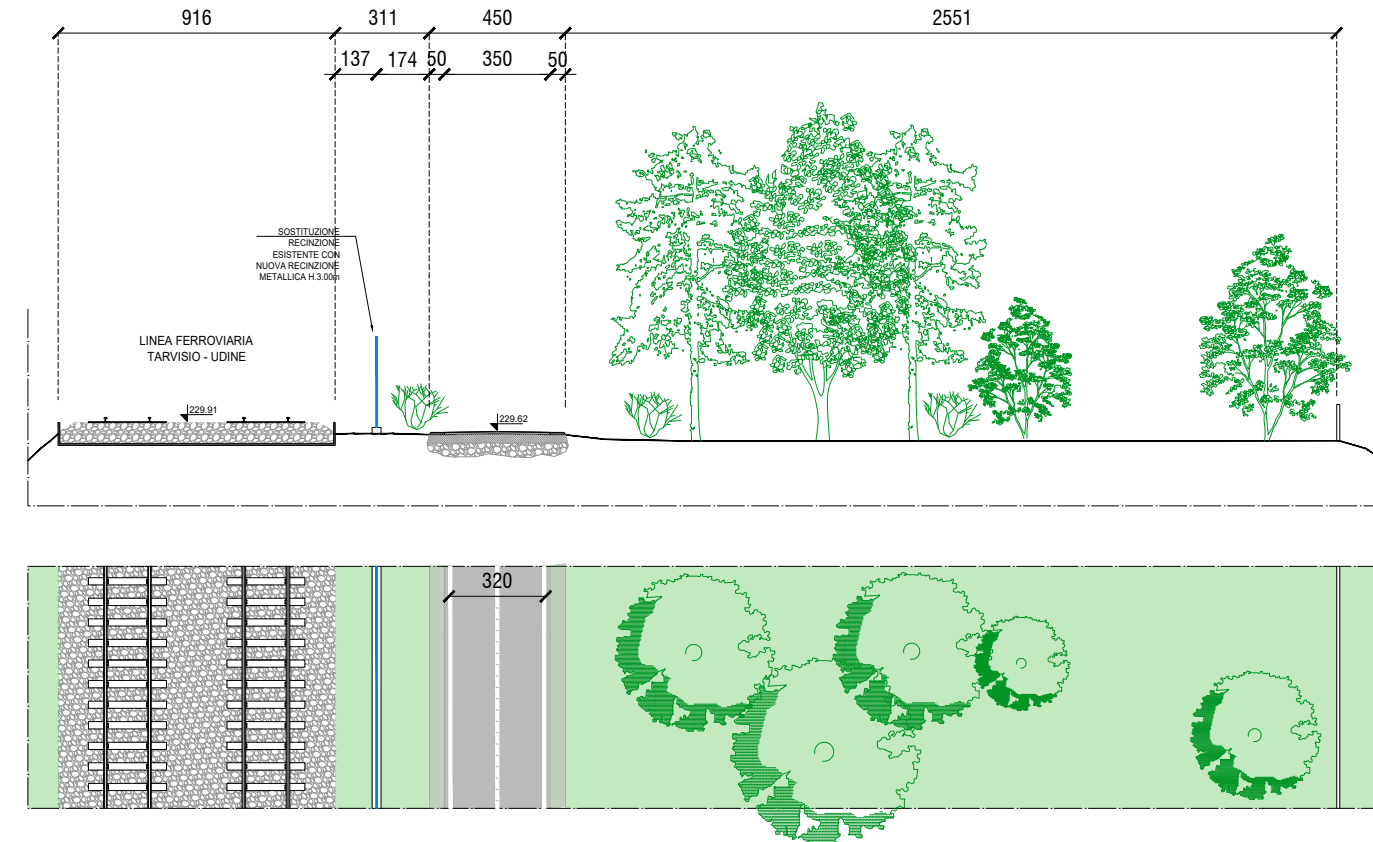 916
311
450
2551
137
174
50
350
50
SOSTITUZIONE
RECINZIONE
ESISTENTE CON
NUOVA RECINZIONE
METALLICA H.3.00m
LINEA FERROVIARIA
TARVISIO - UDINE
229.91
229.62
320